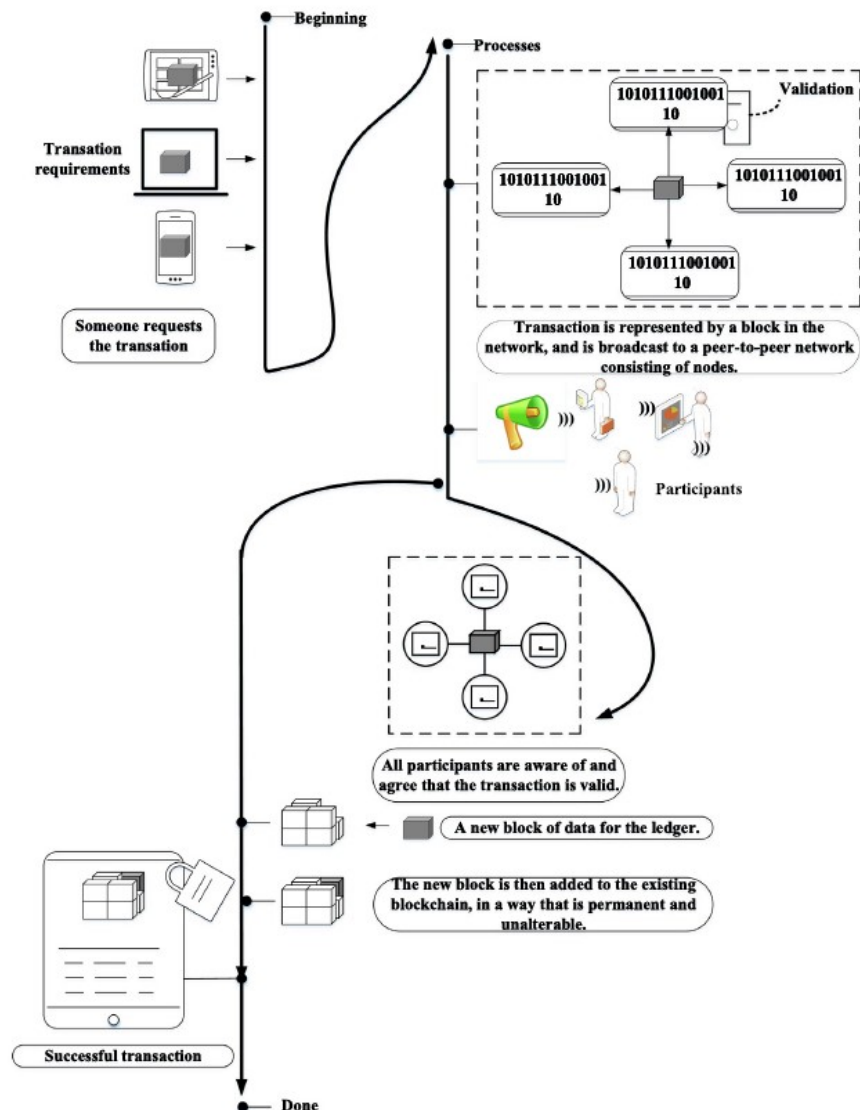 Beginning
Processes
Transation
requirements
Someone requests
the transation
1010111001001
10
Validation
1010111001001
10
1010111001001
10
1010111001001
10
Transaction is represented by a block in the
network, and is broadcast to a peer-to-peer network
consisting of nodes.
Participants
All participants are aware of and
agree that the transaction is valid.
A new block of data for the ledger.
The new block is then added to the existing
blockchain, in a way that is permanent and
unalterable.
Successful transaction
Done